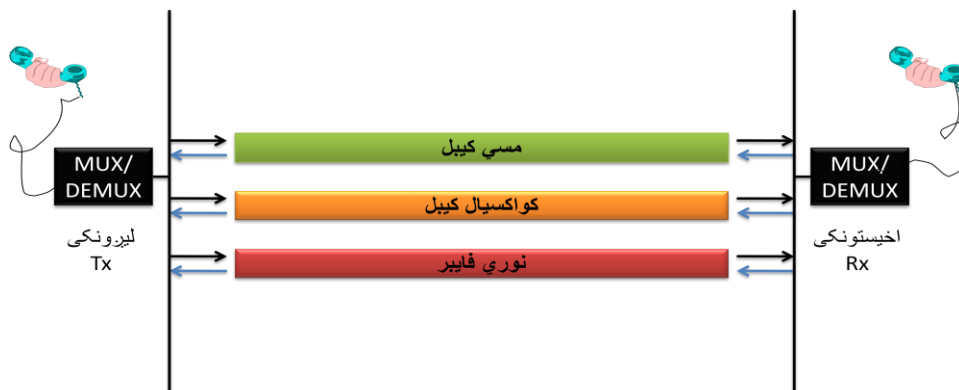 مسي کیبل
MUX/
DEMUX
MUX/
DEMUX
کواکسیال کیبل
لیږونکی
Tx
اخیستونکی
Rx
نوري فایبر